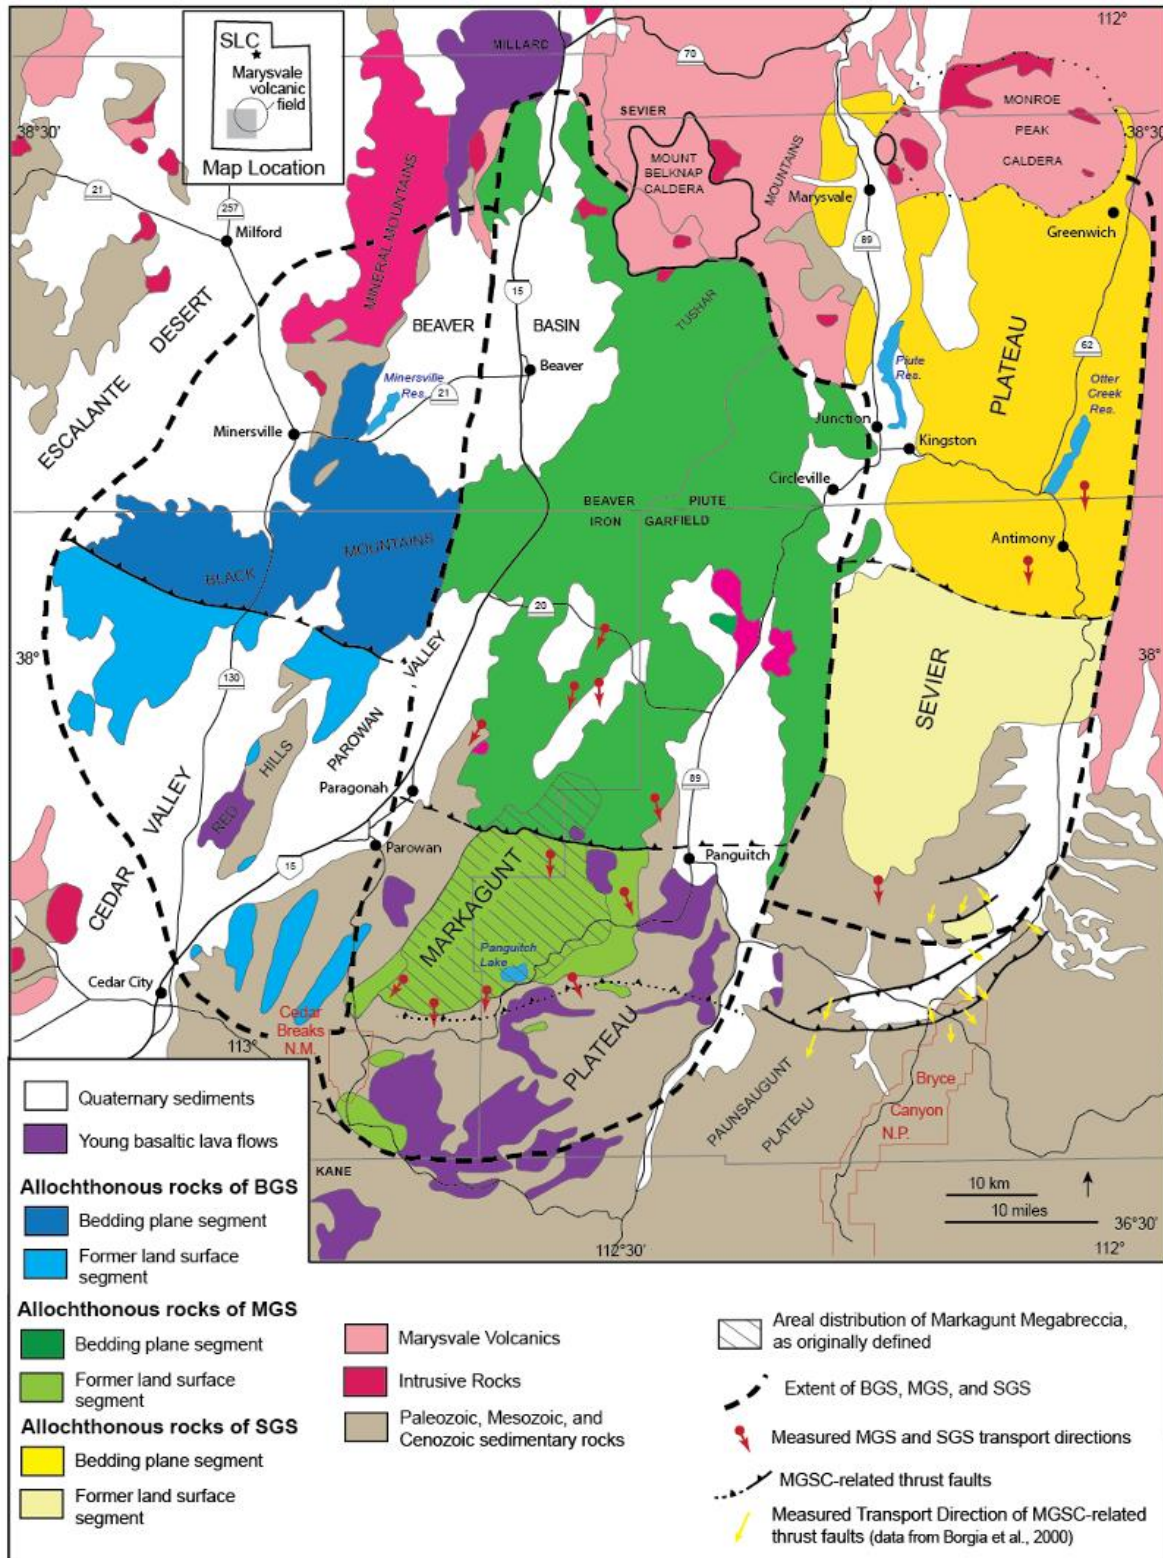 SLC
Marysvale
volcanic
field
Map Location
MILLARD
70
112°
SEVIER
MONROE
PEAK
CALDERA
38°30'
38°30'
MOUNT
BELKNAP
CALDERA
MOUNTAINS
Marysvale
21
257
Milford
MINERAL MOUNTAINS
89
Greenwich
15
TUSHAR
ESCALANTE DESERT
BEAVER
BASIN
62
PLATEAU
Beaver
Minersville
Res.
21
Piute
Res.
Otter
Creek
Res.
Minersville
Junction
Kingston
Circleville
BEAVER
PIUTE
IRON
GARFIELD
Antimony
BLACK
MOUNTAINS
20
38°
38°
130
VALLEY
PAROWAN
SEVIER
HILLS
RED
Paragonah
89
CEDAR
VALLEY
15
Parowan
Panguitch
MARKAGUNT
Panguitch
Lake
Cedar City
Cedar
Breaks
N.M.
113°
PLATEAU
PAUNSAUGUNT
PLATEAU
Bryce
Canyon
N.P.
KANE
10 km
10 miles
36°30'
112°30'
112°
Quaternary sediments
Young basaltic lava flows
Allochthonous rocks of BGS
Bedding plane segment
Former land surface
segment
Allochthonous rocks of MGS
Bedding plane segment
Former land surface
segment
Allochthonous rocks of SGS
Bedding plane segment
Former land surface
segment
Marysvale Volcanics
Intrusive Rocks
Paleozoic, Mesozoic, and
Cenozoic sedimentary rocks
Areal distribution of Markagunt Megabreccia,
as originally defined
Extent of BGS, MGS, and SGS
Measured MGS and SGS transport directions
MGSC-related thrust faults
Measured Transport Direction of MGSC-related
thrust faults (data from Borgia et al., 2000)